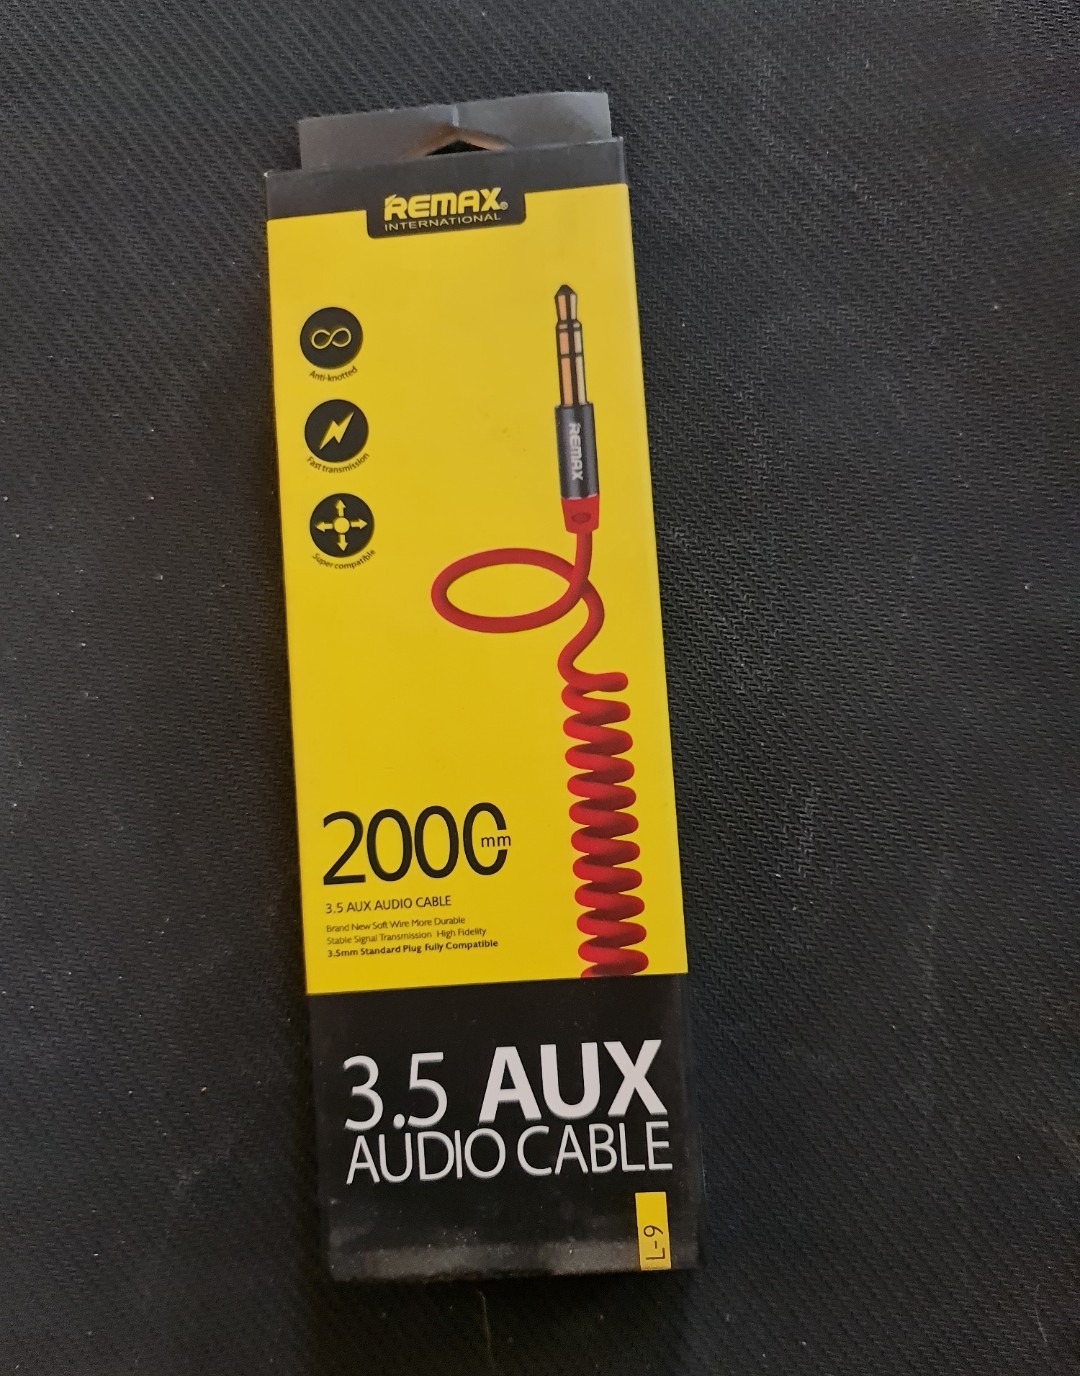 REMAX®
INTERNATIONAL
Anti-knotted
Fast transmission
Super compatible
REMAX
2000 mm
3.5 AUX AUDIO CABLE
Brand New Soft Wire More Durable
Stable Signal Transmission High Fidelity
3.5mm Standard Plug Fully Compatible
3.5 AUX
AUDIO CABLE
L-9